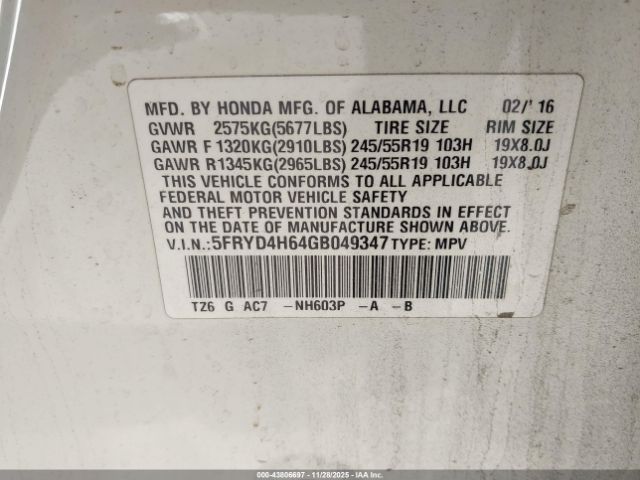 MFD. BY HONDA MFG. OF ALABAMA, LLC 02/' 16
GVWR 2575KG(5677LBS) TIRE SIZE RIM SIZE
GAWR F 1320KG(2910LBS) 245/55R19 103H 19X8.0J
GAWR R1345KG(2965LBS) 245/55R19 103H 19X8.0J
THIS VEHICLE CONFORMS TO ALL APPLICABLE
FEDERAL MOTOR VEHICLE SAFETY
AND THEFT PREVENTION STANDARDS IN EFFECT
ON THE DATE OF MANUFACTURE SHOWN ABOVE.
V.I.N.:5FRYD4H64GB049347 TYPE: MPV
TZ6 G AC7 -NH603P -A -B
000-43806697 - 11/28/2025 - IAA Inc.